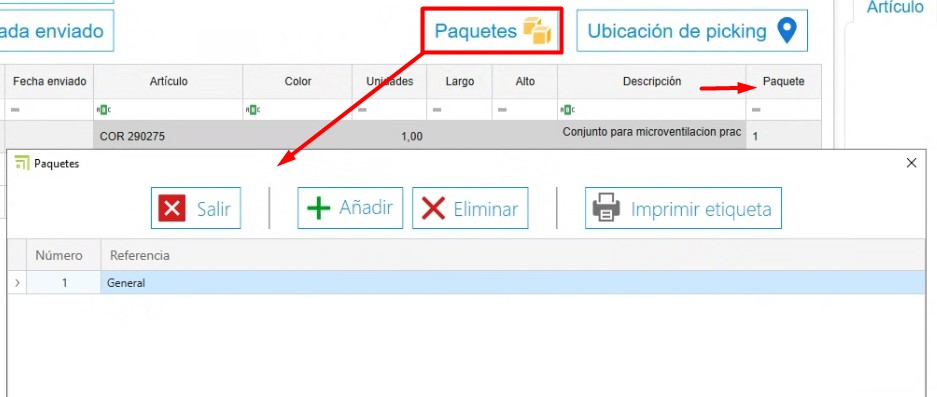 Artículo
ada enviado
Paquetes
Ubicación de picking
Fecha enviado Artículo Color Unidades Largo Alto Descripción Paquete
COR 290275 1,00 Conjunto para microventilacion prac 1
Paquetes
Salir
Añadir
Eliminar
Imprimir etiqueta
Número Referencia
1 General